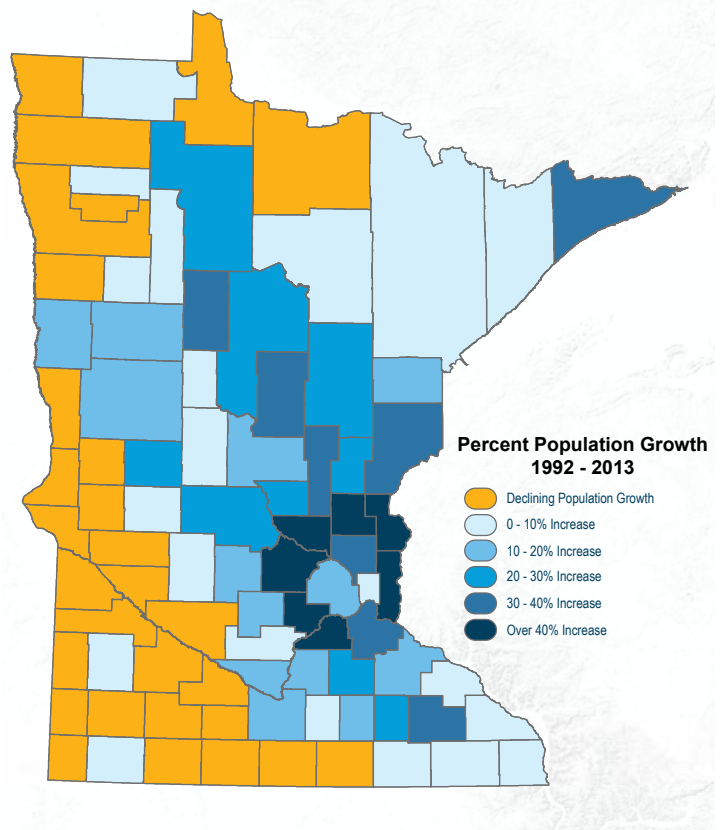 Percent Population Growth
1992 - 2013
Declining Population Growth
0 - 10% Increase
10 - 20% Increase
20 - 30% Increase
30 - 40% Increase
Over 40% Increase